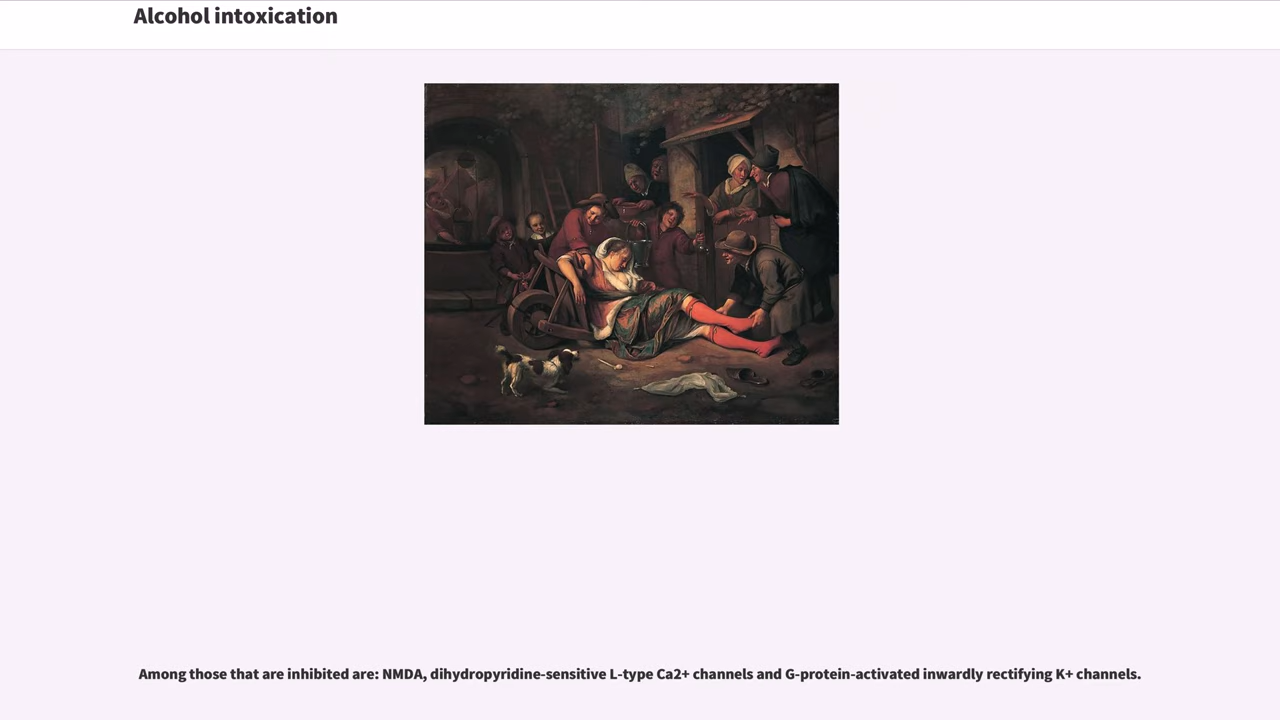 Alcohol intoxication
Among those that are inhibited are: NMDA, dihydropyridine-sensitive L-type Ca2+ channels and G-protein-activated inwardly rectifying K+ channels.